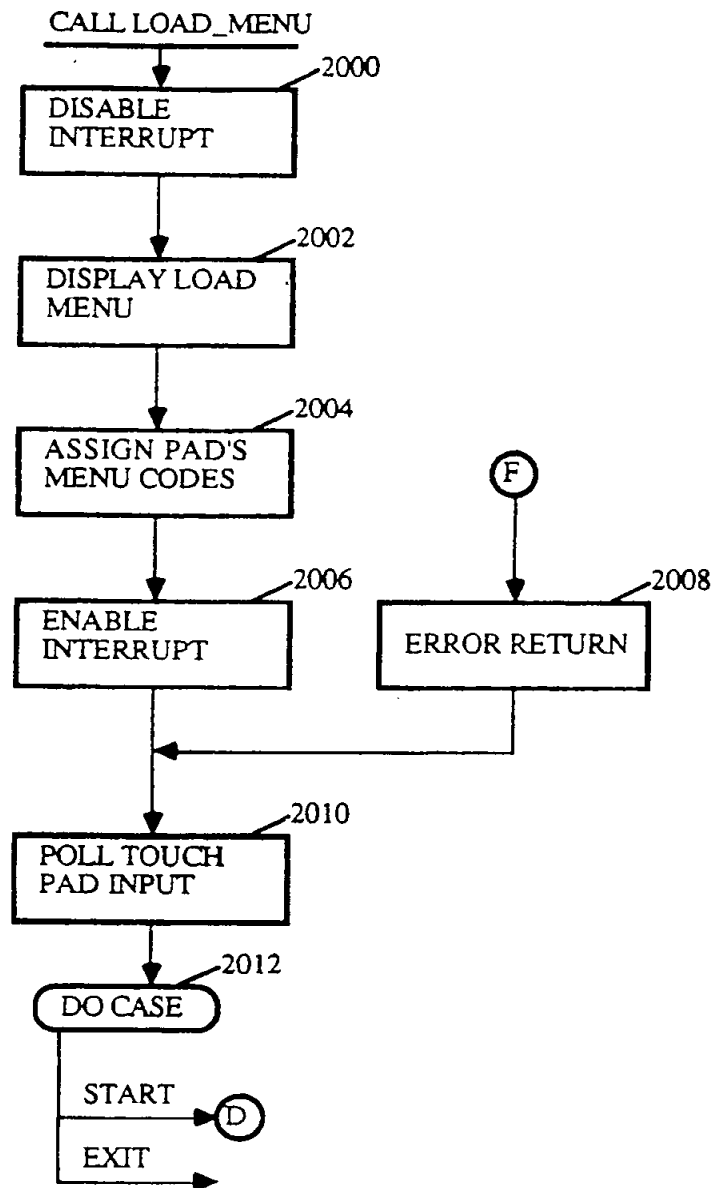 CALL LOAD_MENU
2000
DISABLE
INTERRUPT
2002
DISPLAY LOAD
MENU
2004
ASSIGN PAD'S
MENU CODES
F
2006
ENABLE
INTERRUPT
2008
ERROR RETURN
2010
POLL TOUCH
PAD INPUT
2012
DO CASE
START
D
EXIT